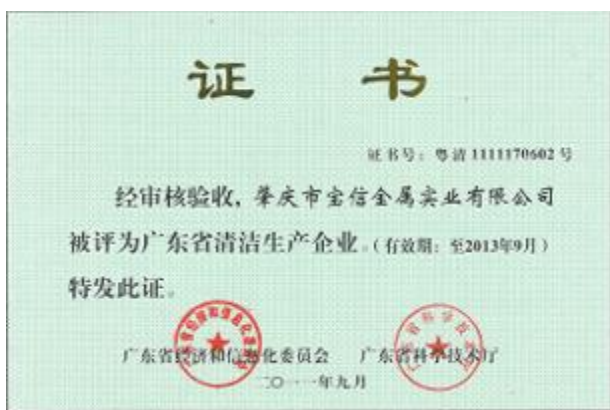 证 书
证书号：粤清1111170602号
经审核验收，肇庆市宝信金属实业有限公司
被评为广东省清洁生产企业。（有效期：至2013年9月）
特发此证。
广东省经济和信息化委员会 广东省科学技术厅
二〇一一年九月